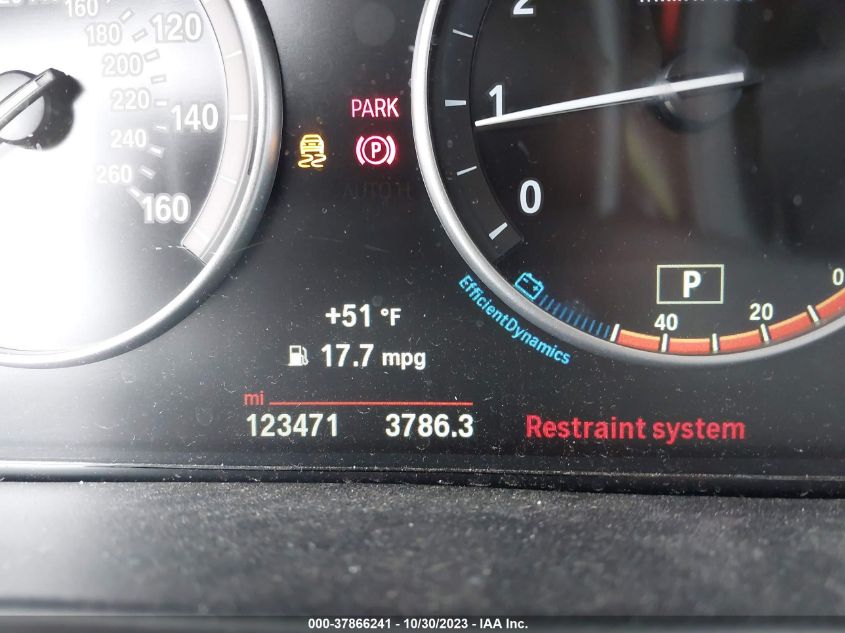 160
180
120
200
220
140
240
260
160
PARK
P
AUTO H
2
1
0
+51 °F
17.7 mpg
mi
123471 3786.3
EfficientDynamics
P
40
20
0
Restraint system
000-37866241 - 10/30/2023 - IAA Inc.